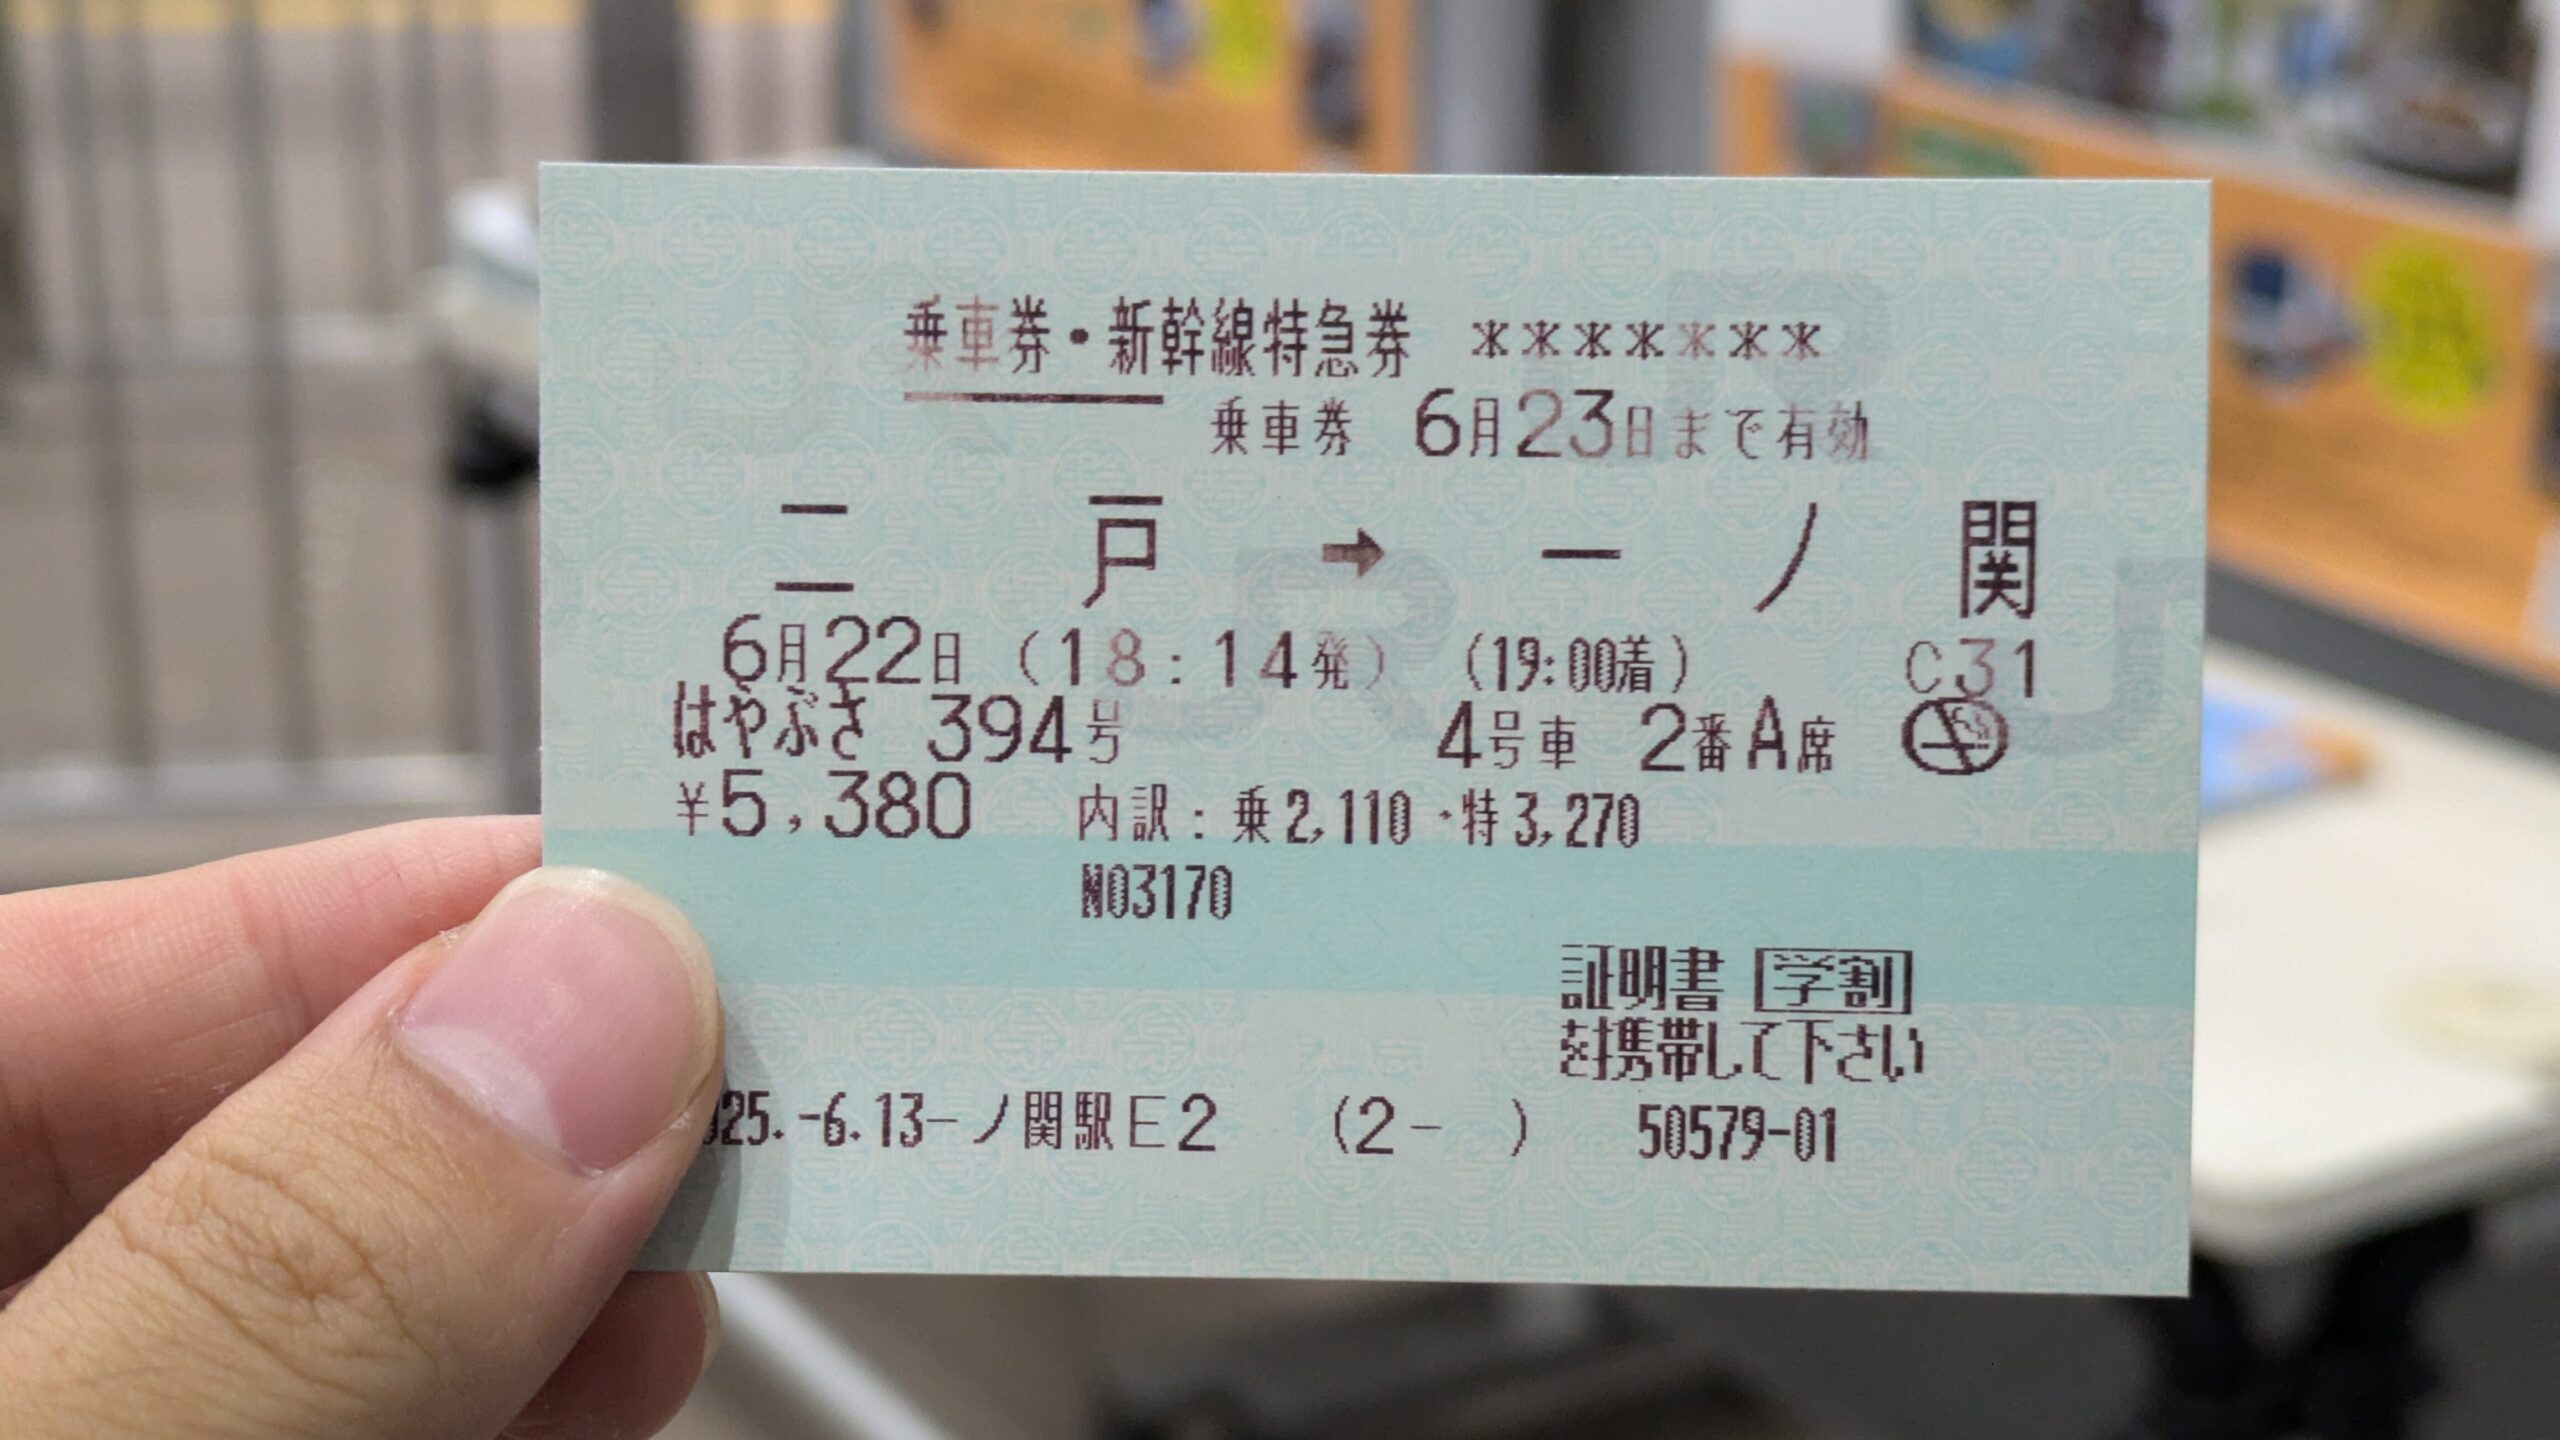 乗車券・新幹線特急券 *******
乗車券 6月23日まで有効
二戸 → 一ノ関
6月22日 (18:14発) (19:00着) C31
はやぶさ 394号 4号車 2番A席
¥5,380 内訳:乗2,110・特3,270
N03170
証明書 学割
を携帯して下さい
025.-6.13一ノ関駅E2 (2- ) 50579-01